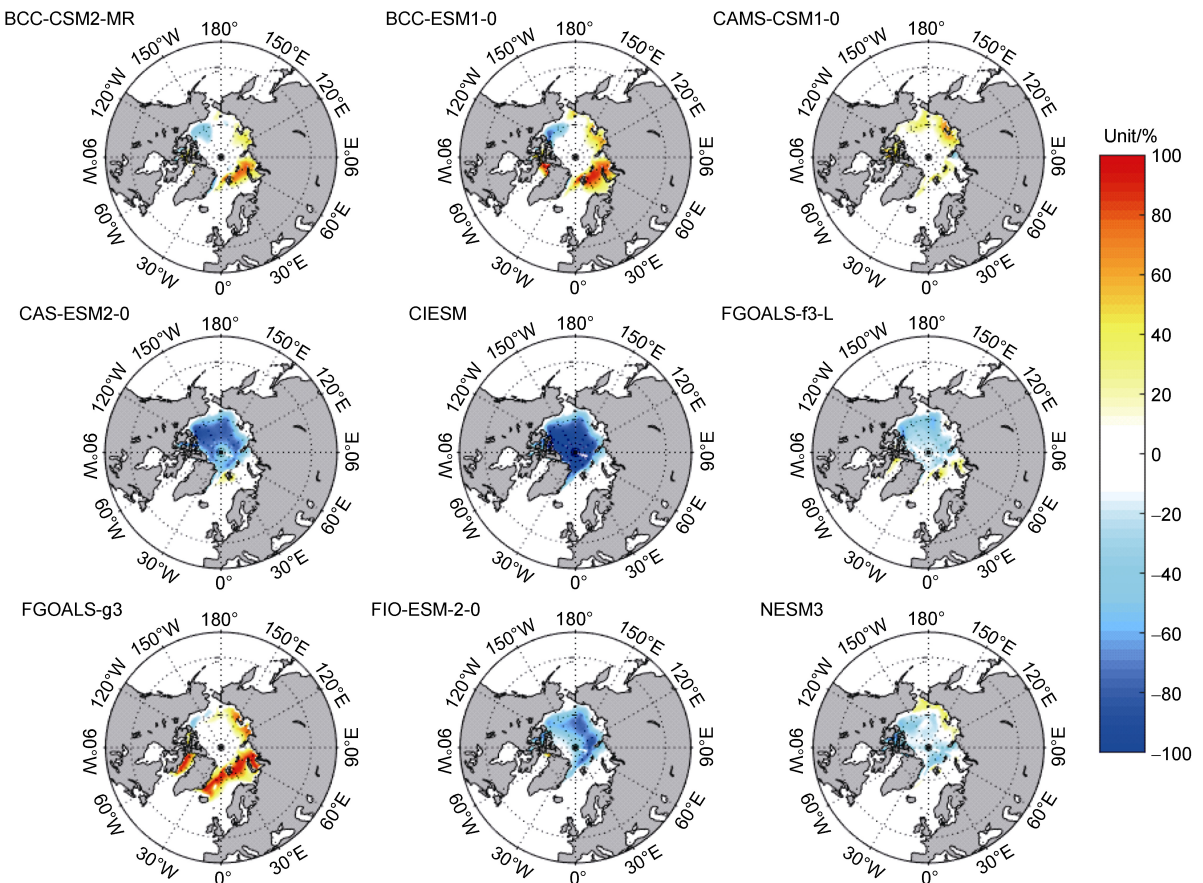 BCC-CSM2-MR
180°
150°W
150°E
120°W
120°E
90°W
90°E
60°W
60°E
30°W
30°E
0°
BCC-ESM1-0
180°
150°W
150°E
120°W
120°E
90°W
90°E
60°W
60°E
30°W
30°E
0°
CAMS-CSM1-0
180°
150°W
150°E
120°W
120°E
90°W
90°E
60°W
60°E
30°W
30°E
0°
CAS-ESM2-0
180°
150°W
150°E
120°W
120°E
90°W
90°E
60°W
60°E
30°W
30°E
0°
CIESM
180°
150°W
150°E
120°W
120°E
90°W
90°E
60°W
60°E
30°W
30°E
0°
FGOALS-f3-L
180°
150°W
150°E
120°W
120°E
90°W
90°E
60°W
60°E
30°W
30°E
0°
FGOALS-g3
180°
150°W
150°E
120°W
120°E
90°W
90°E
60°W
60°E
30°W
30°E
0°
FIO-ESM-2-0
180°
150°W
150°E
120°W
120°E
90°W
90°E
60°W
60°E
30°W
30°E
0°
NESM3
180°
150°W
150°E
120°W
120°E
90°W
90°E
60°W
60°E
30°W
30°E
0°
Unit/%
100
80
60
40
20
0
−20
−40
−60
−80
−100